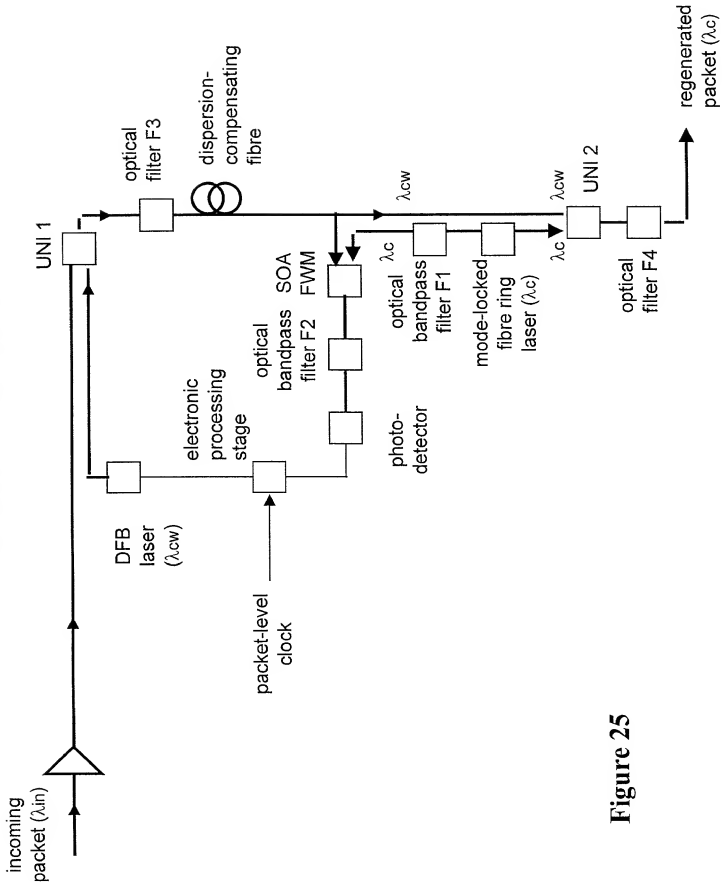 incoming
packet (λin)
UNI 1
optical
filter F3
dispersion-
compensating
fibre
DFB
laser
(λcw)
electronic
processing
stage
packet-level
clock
photo-
detector
optical
bandpass
filter F2
SOA
FWM
λc
optical
bandpass
filter F1
mode-locked
fibre ring
laser (λc)
λc
λcw
λcw
UNI 2
optical
filter F4
regenerated
packet (λc)
Figure 25